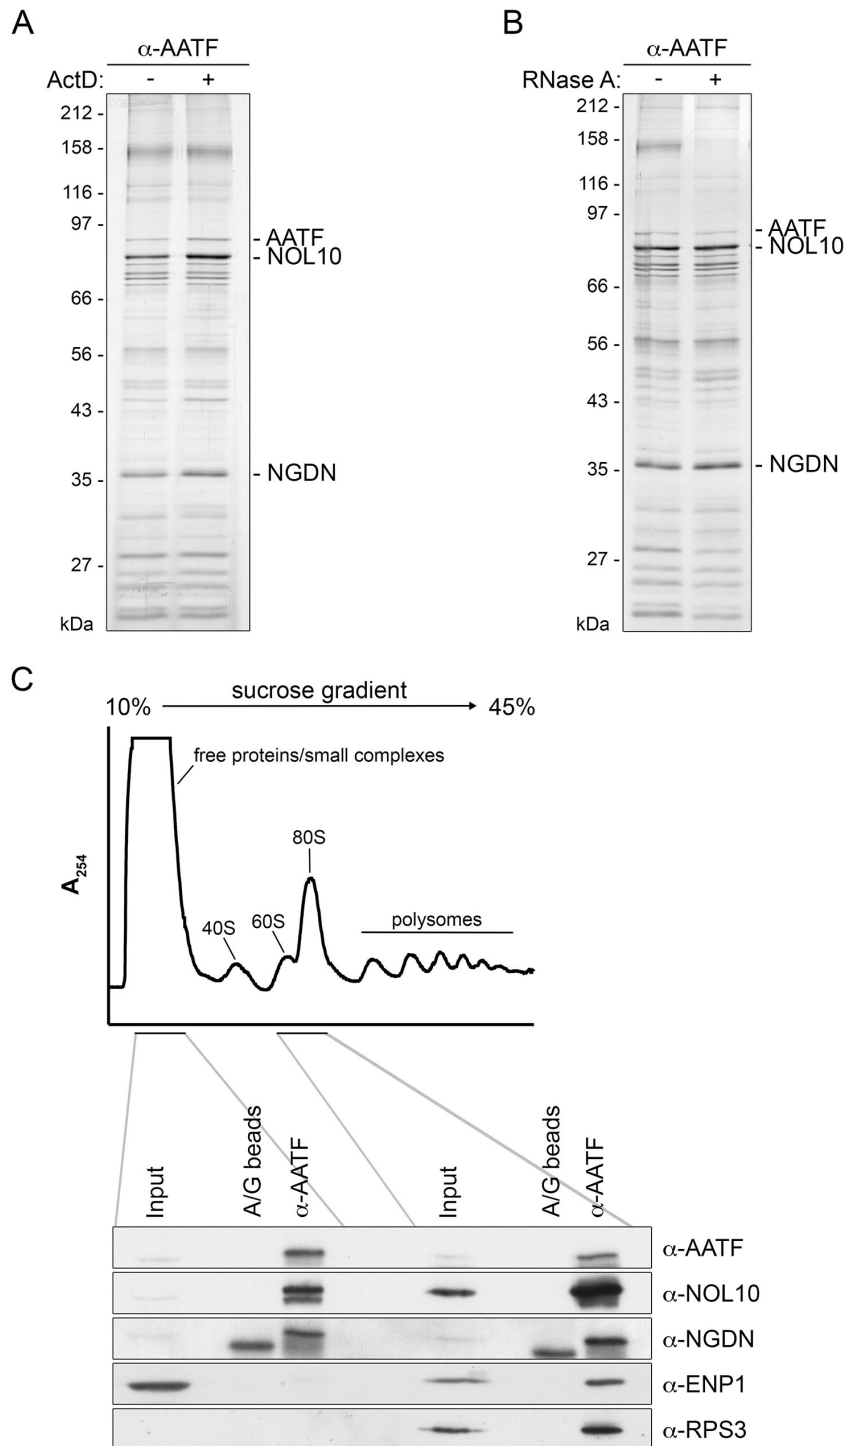 A
α-AATF
ActD: - +
212 -
158 -
116 -
97 -
- AATF
- NOL10
66 -
56 -
43 -
35 -
- NGDN
27 -
kDa
B
α-AATF
RNase A: - +
212 -
158 -
116 -
97 -
- AATF
- NOL10
66 -
56 -
43 -
35 -
- NGDN
27 -
kDa
C
sucrose gradient
10% 45%
free proteins/small complexes
80S
40S
60S
polysomes
A254
Input
A/G beads
α-AATF
Input
A/G beads
α-AATF
α-AATF
α-NOL10
α-NGDN
α-ENP1
α-RPS3